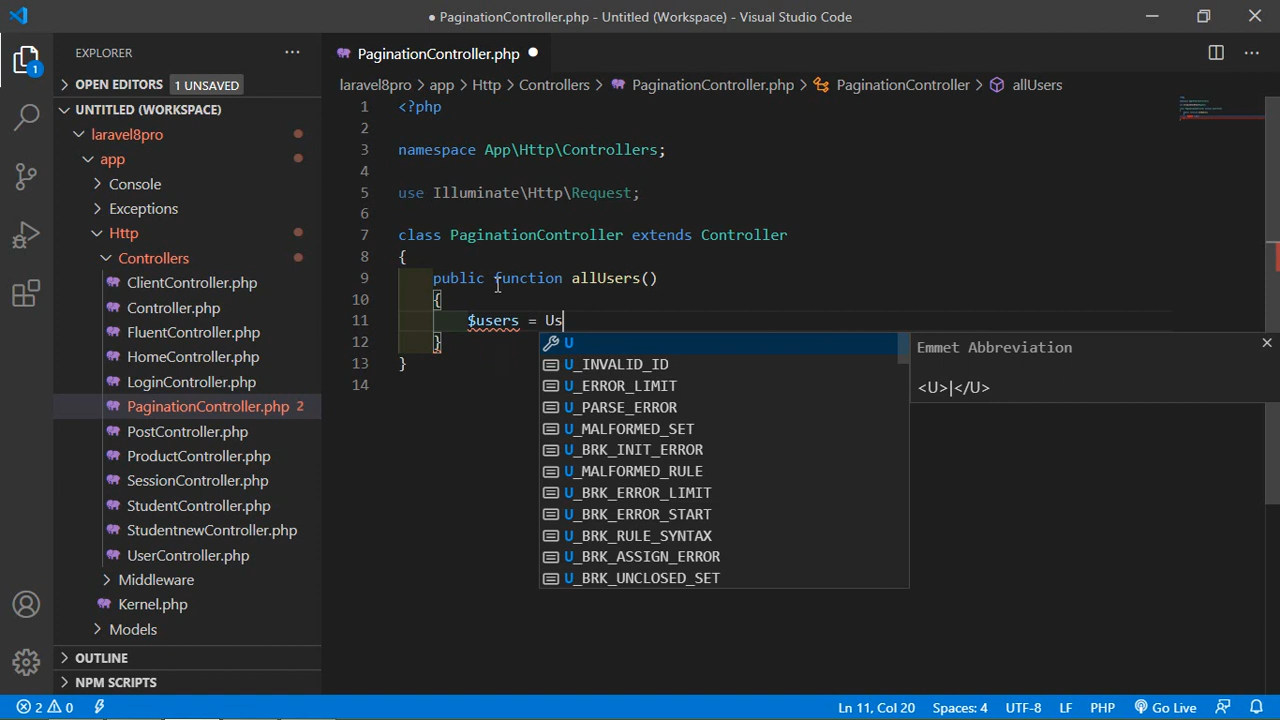 ● PaginationController.php - Untitled (Workspace) - Visual Studio Code
EXPLORER
PaginationController.php
1
OPEN EDITORS 1 UNSAVED
laravel8pro > app > Http > Controllers > PaginationController.php > PaginationController > allUsers
UNTITLED (WORKSPACE)
laravel8pro
app
Console
Exceptions
Http
Controllers
ClientController.php
Controller.php
FluentController.php
HomeController.php
LoginController.php
PaginationController.php 2
PostController.php
ProductController.php
SessionController.php
StudentController.php
StudentnewController.php
UserController.php
Middleware
Kernel.php
Models
OUTLINE
NPM SCRIPTS
1 <?php
2
3 namespace App\Http\Controllers;
4
5 use Illuminate\Http\Request;
6
7 class PaginationController extends Controller
8 {
9 public function allUsers()
10 {
11 $users = Us
12 }
13 }
14
U
U_INVALID_ID
U_ERROR_LIMIT
U_PARSE_ERROR
U_MALFORMED_SET
U_BRK_INIT_ERROR
U_MALFORMED_RULE
U_BRK_ERROR_LIMIT
U_BRK_ERROR_START
U_BRK_RULE_SYNTAX
U_BRK_ASSIGN_ERROR
U_BRK_UNCLOSED_SET
Emmet Abbreviation
<U>|</U>
2 0
Ln 11, Col 20 Spaces: 4 UTF-8 LF PHP Go Live